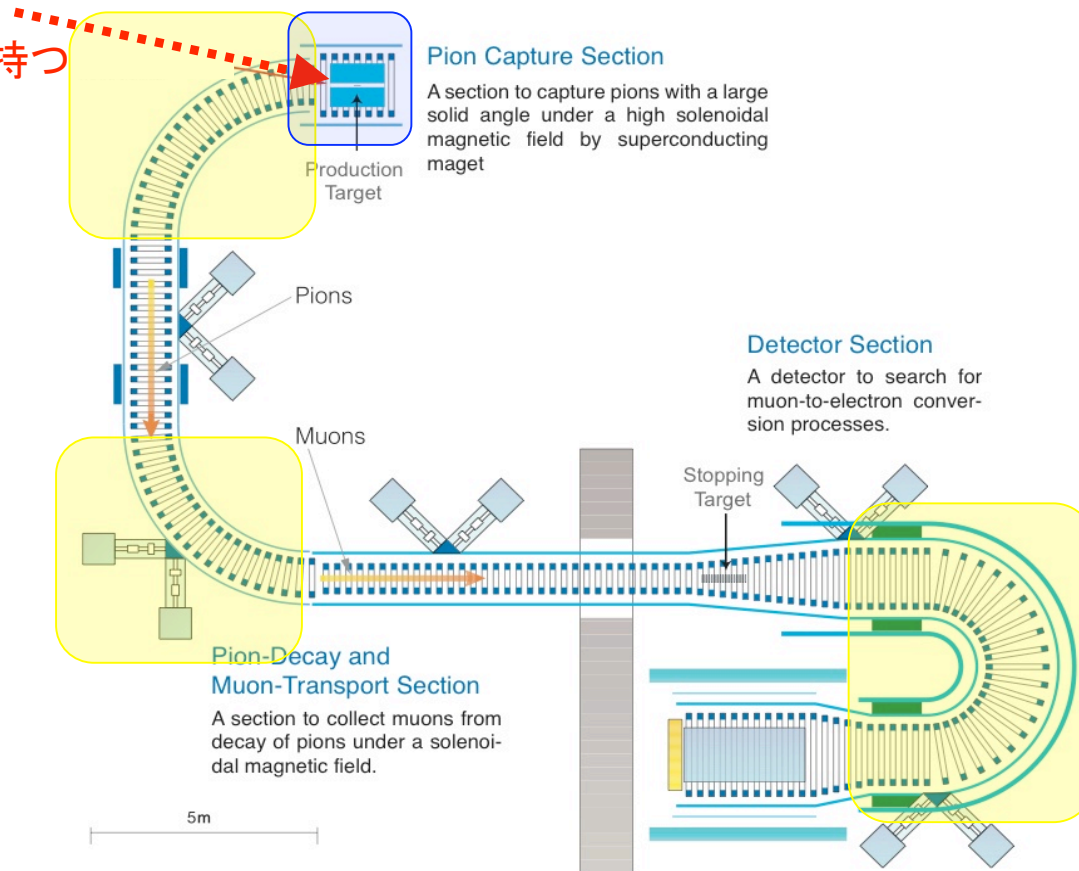 持つ
Pion Capture Section
A section to capture pions with a large
solid angle under a high solenoidal
magnetic field by superconducting
maget
Production
Target
Pions
Detector Section
A detector to search for
muon-to-electron conver-
sion processes.
Muons
Stopping
Target
Pion-Decay and
Muon-Transport Section
A section to collect muons from
decay of pions under a solenoi-
dal magnetic field.
5m